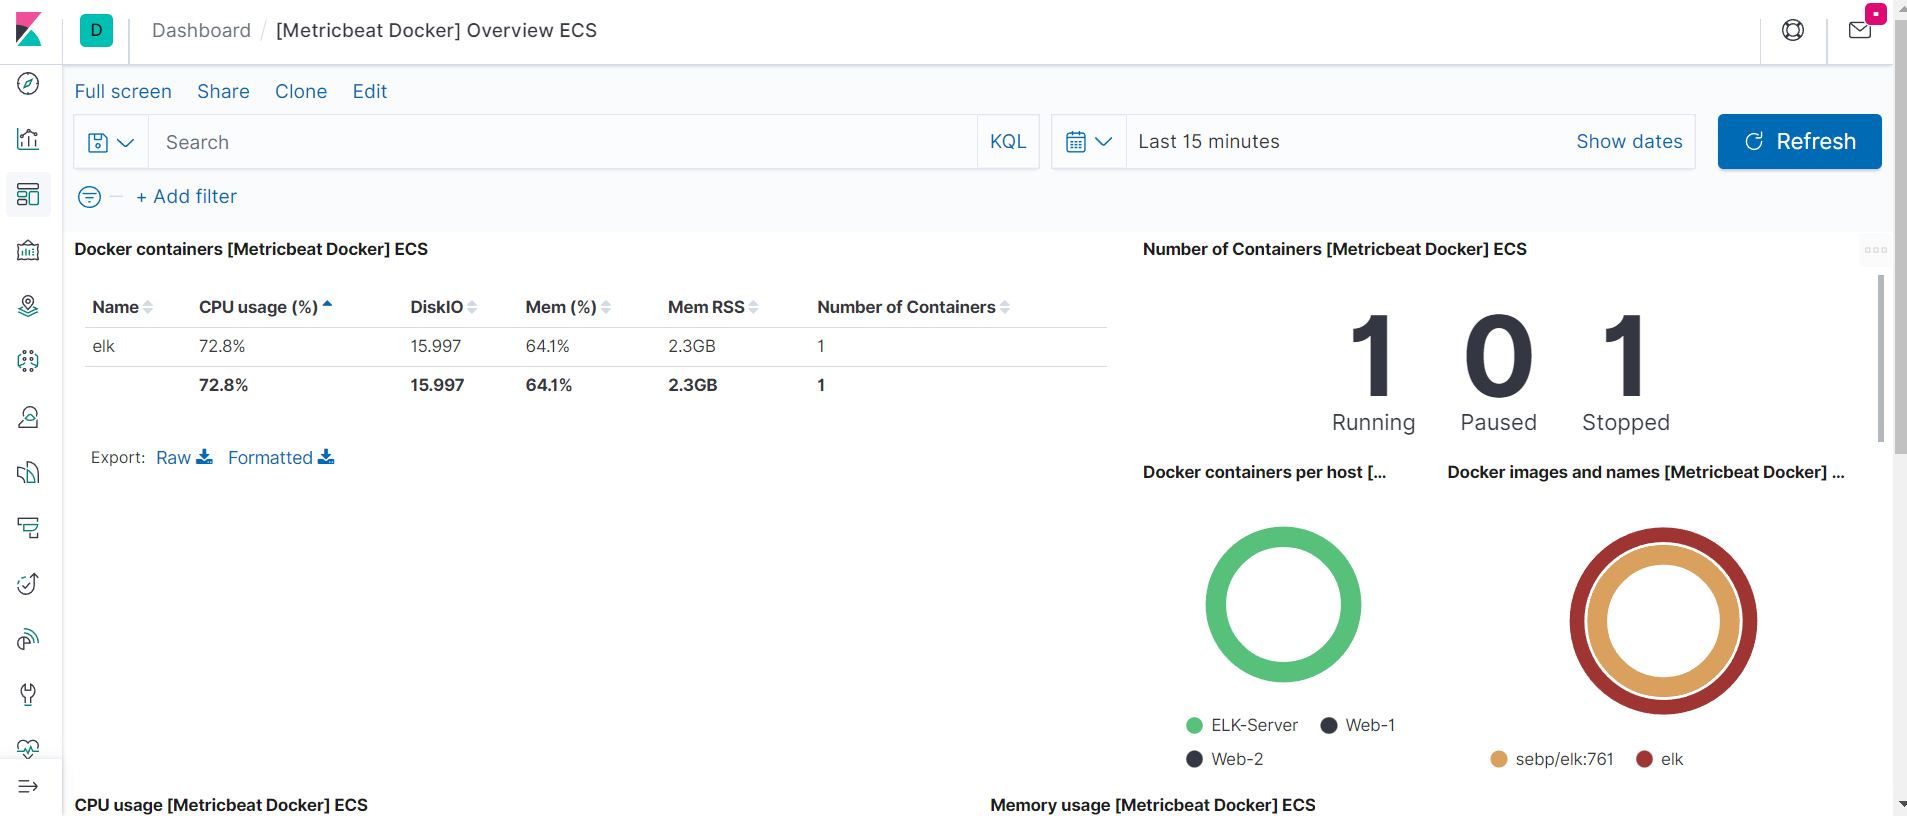 D Dashboard / [Metricbeat Docker] Overview ECS
Full screen Share Clone Edit
Search KQL Last 15 minutes Show dates Refresh
+ Add filter
Docker containers [Metricbeat Docker] ECS
Name CPU usage (%) DiskIO Mem (%) Mem RSS Number of Containers
elk 72.8% 15.997 64.1% 2.3GB 1
72.8% 15.997 64.1% 2.3GB 1
Export: Raw Formatted
Number of Containers [Metricbeat Docker] ECS
1 0 1
Running Paused Stopped
Docker containers per host [...
ELK-Server Web-1
Web-2
Docker images and names [Metricbeat Docker] ...
sebp/elk:761 elk
CPU usage [Metricbeat Docker] ECS
Memory usage [Metricbeat Docker] ECS